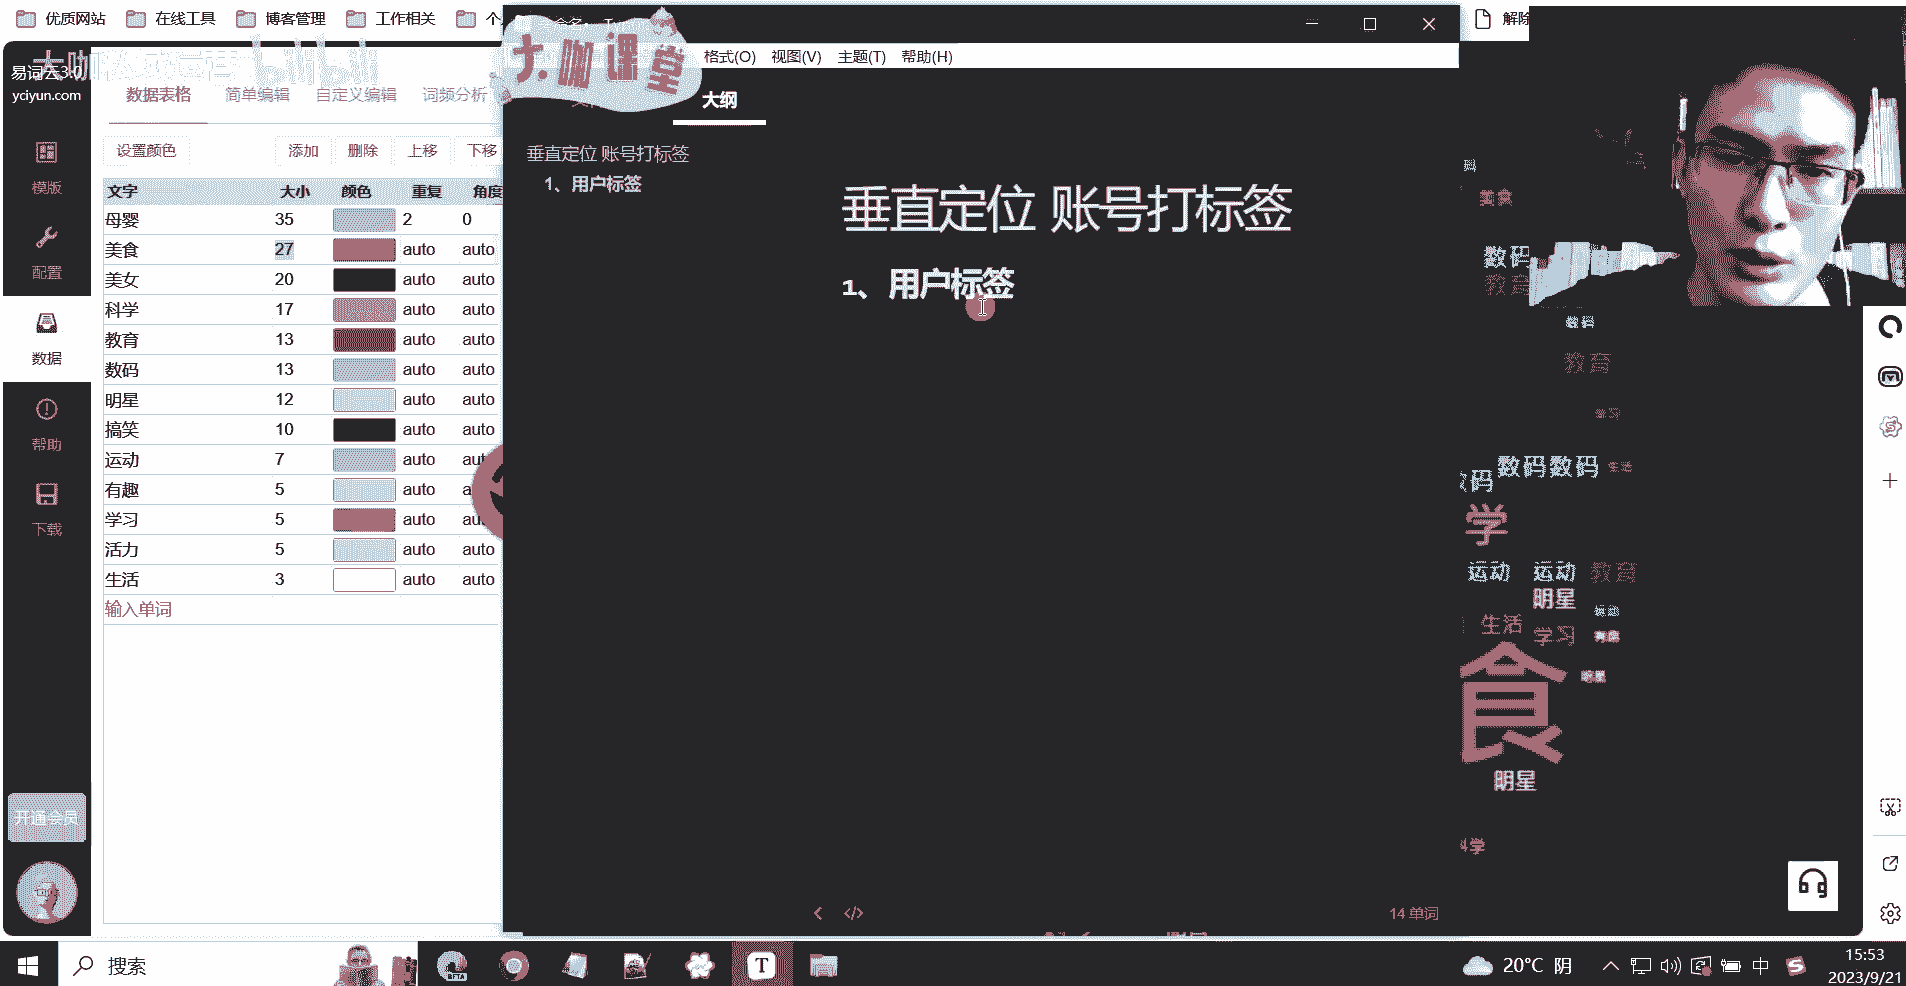 优质网站
在线工具
博客管理
工作相关
解除
易词云3.0
yciyun.com
bilibili
大咖课堂
格式(O) 视图(V) 主题(T) 帮助(H)
数据表格 简单编辑 自定义编辑 词频分析
大纲
设置颜色 添加 删除 上移 下移
模版
配置
数据
帮助
下载
开通会员
文字 大小 颜色 重复 角度
母婴 35 2 0
美食 27 auto auto
美女 20 auto auto
科学 17 auto auto
教育 13 auto auto
数码 13 auto auto
明星 12 auto auto
搞笑 10 auto auto
运动 7 auto
有趣 5 auto
学习 5 auto
活力 5 auto auto
生活 3 auto auto
输入单词
垂直定位 账号打标签
1、用户标签
垂直定位 账号打标签
1、用户标签
14 单词
美食
数码
教育
数码
教育
学习
数码数码 生活
学
运动 运动 教育
明星
运动
生活 学习 有趣
食
明星
明星
搜索
20°C 阴
中
15:53
2023/9/21